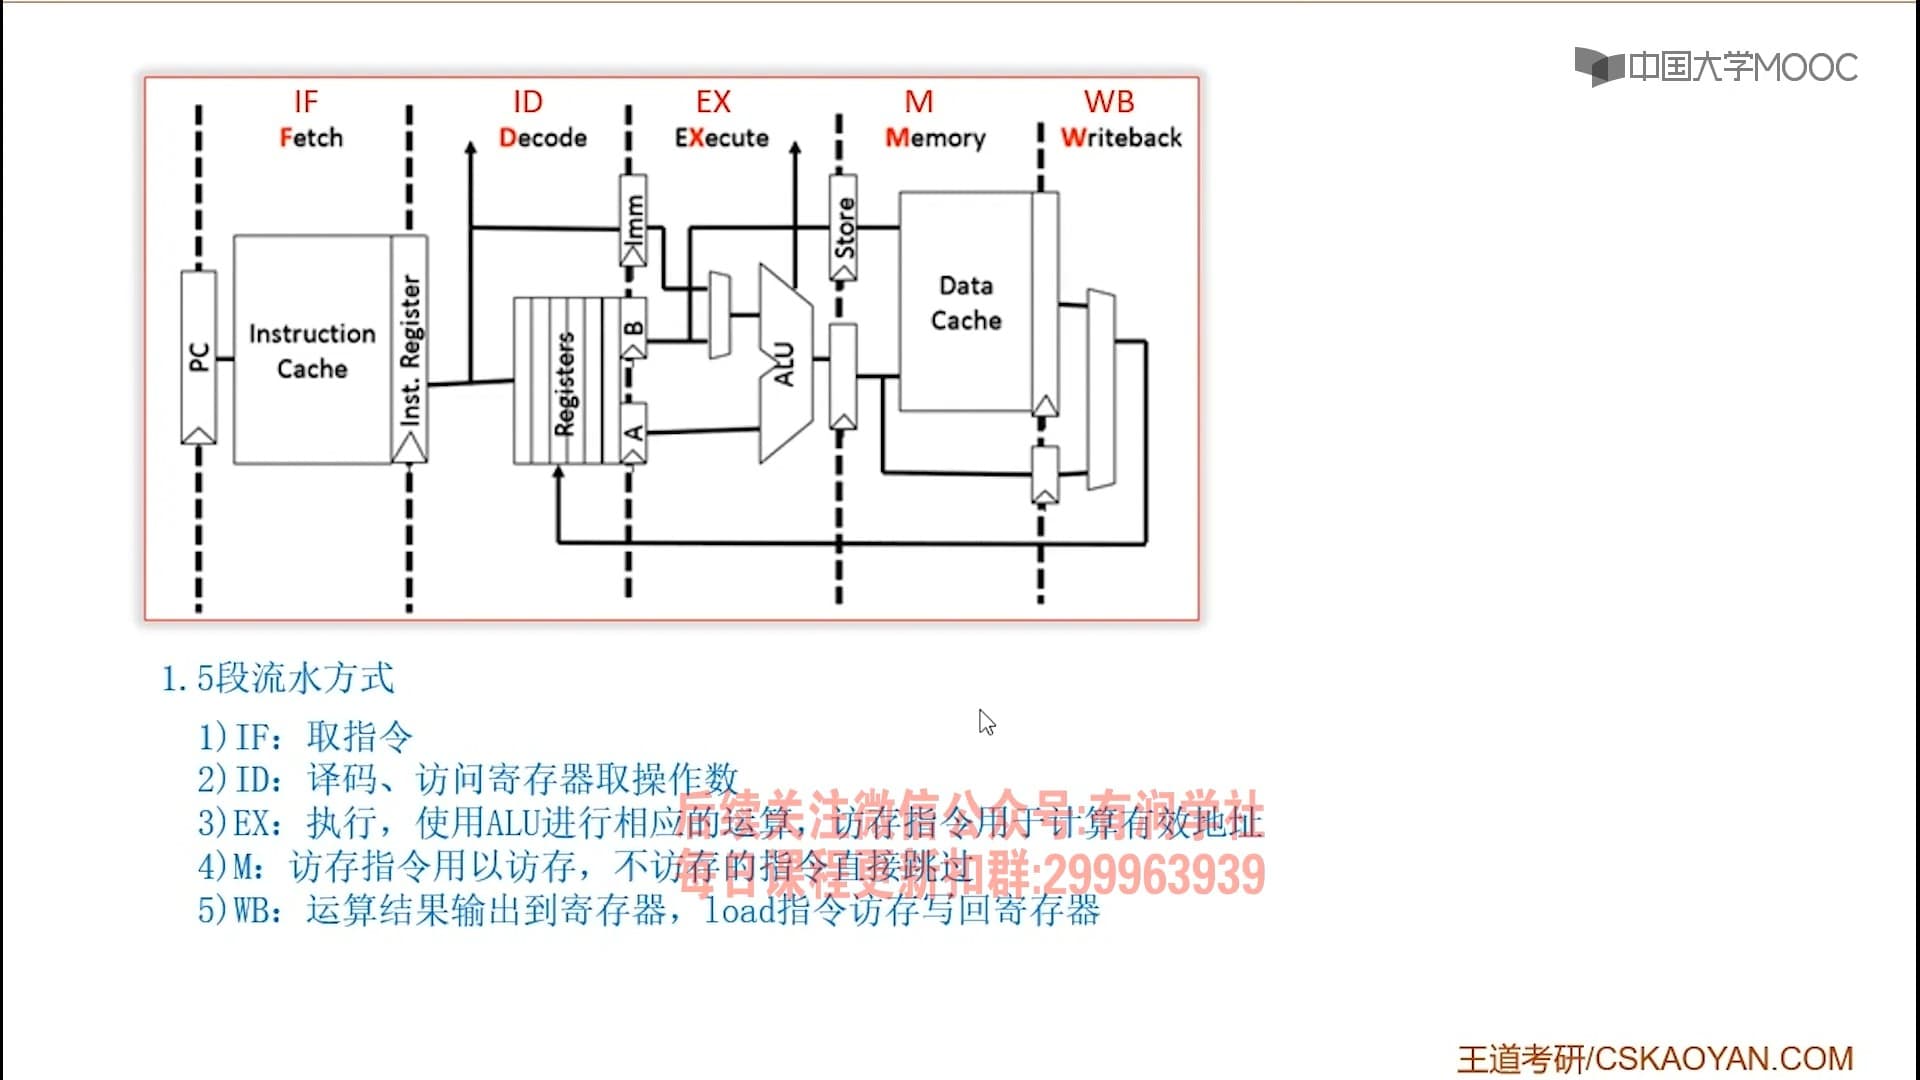 中国大学MOOC
IF ID EX M WB
Fetch Decode EXecute Memory Writeback
PC
Instruction
Cache
Inst. Register
Registers
Imm
B
A
ALU
Store
Data
Cache
1.5段流水方式
1)IF: 取指令
2)ID: 译码、访问寄存器取操作数
3)EX: 执行，使用ALU进行相应的运算，访存指令用于计算有效地址
后续关注微信公众号:有润学社
4)M: 访存指令用以访存，不访存的指令直接跳过
每日课程更新扣群:299963939
5)WB: 运算结果输出到寄存器，load指令访存写回寄存器
王道考研/CSKAOYAN.COM